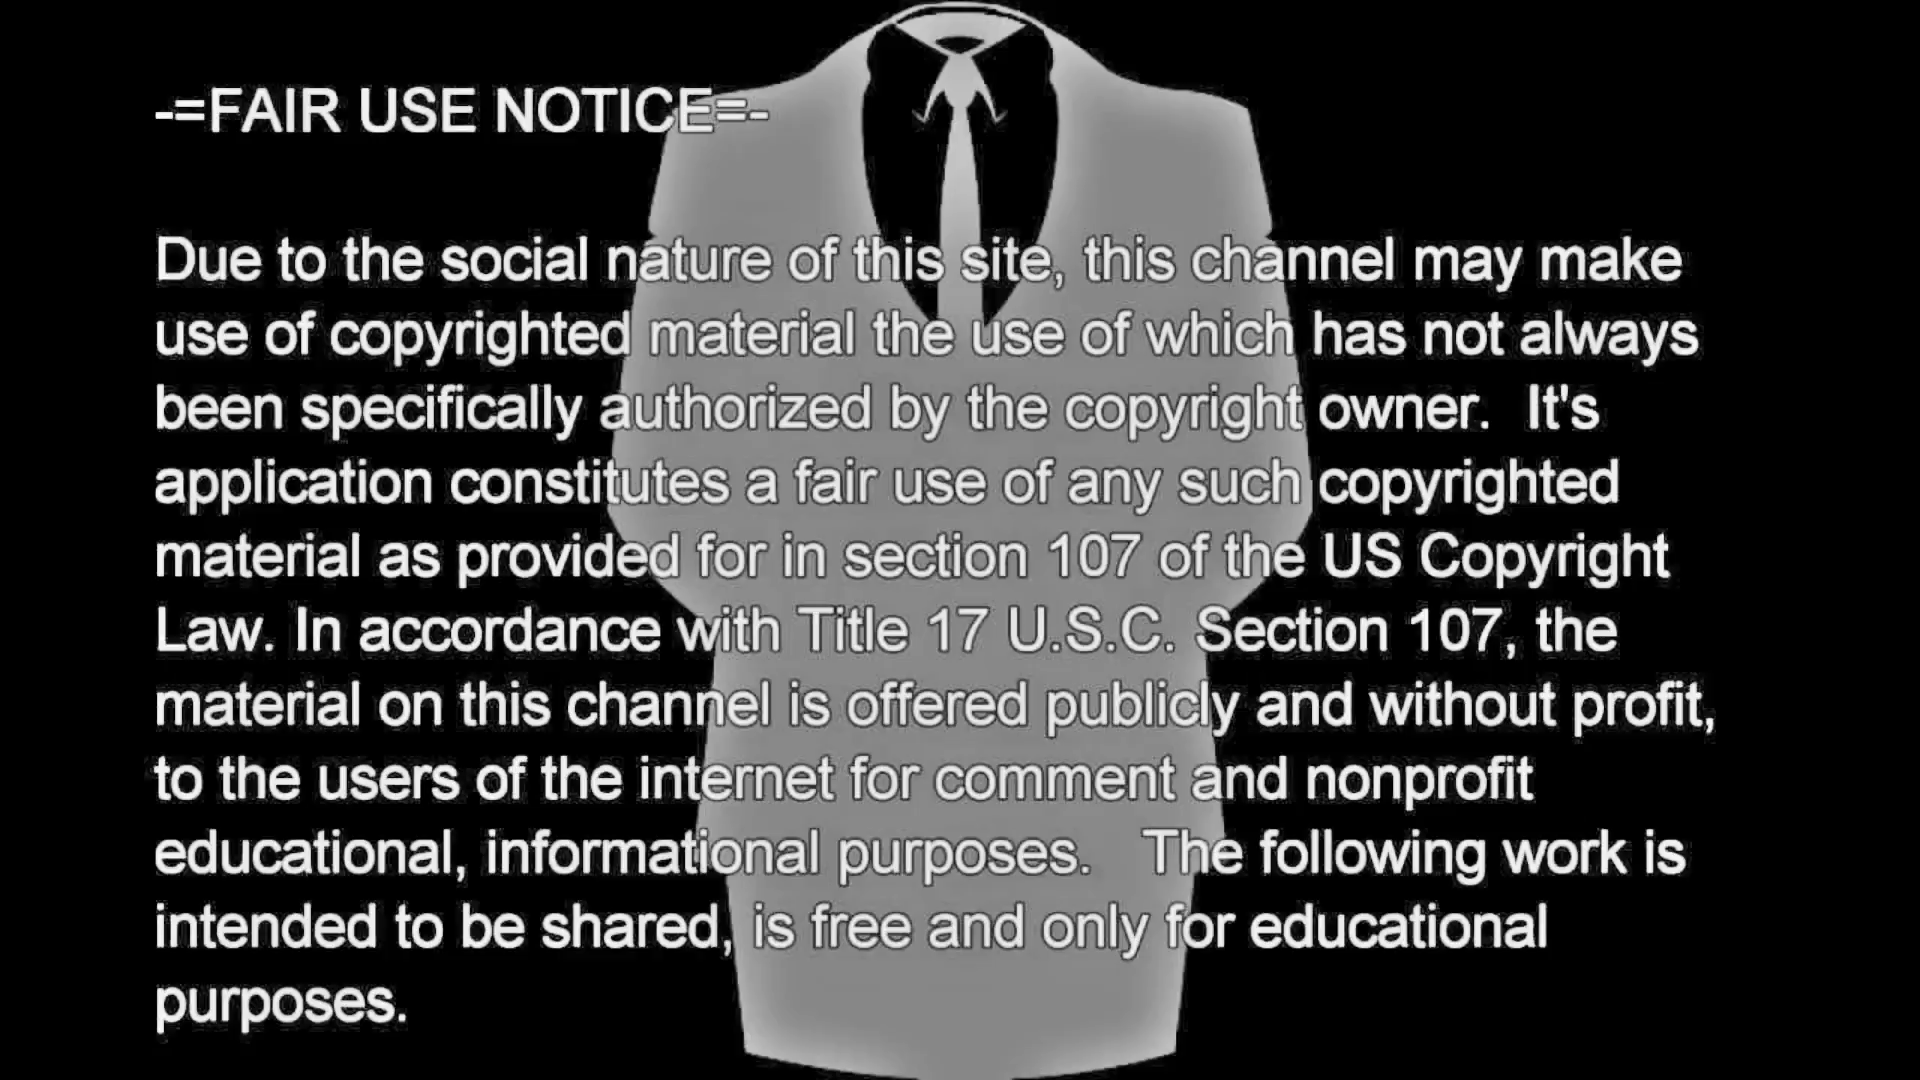 -=FAIR USE NOTICE=-
Due to the social nature of this site, this channel may make
use of copyrighted material the use of which has not always
been specifically authorized by the copyright owner.  It's
application constitutes a fair use of any such copyrighted
material as provided for in section 107 of the US Copyright
Law. In accordance with Title 17 U.S.C. Section 107, the
material on this channel is offered publicly and without profit,
to the users of the internet for comment and nonprofit
educational, informational purposes.   The following work is
intended to be shared, is free and only for educational
purposes.